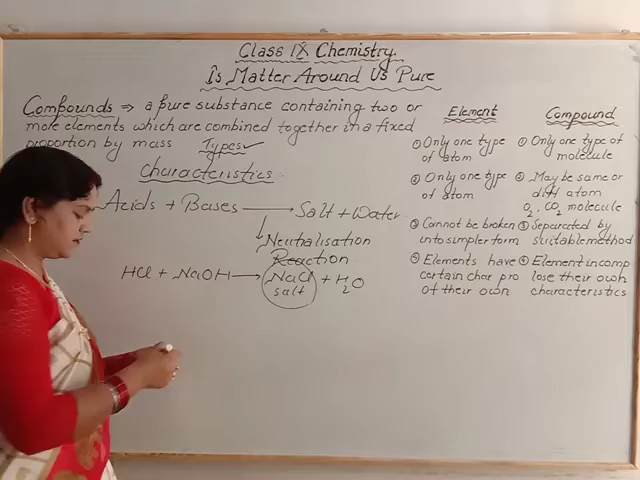 Class IX Chemistry.
Is Matter Around Us Pure
Compounds ⇒ a pure substance containing two or
more elements which are combined together in a fixed
proportion by mass Types
Characteristics
Acids + Bases → Salt + Water
Neutralisation
Reaction
HCl + NaOH → NaCl + H2O
salt
Element
① Only one type
of atom
② Only one type
of atom
③ Cannot be broken
into simpler form
④ Elements have
certain char pro
of their own
Compound
① Only one type of
molecule
② May be same or
diff atom
O2, CO2 molecule
③ Separated by
suitable method
④ Element in comp
lose their own
characteristics